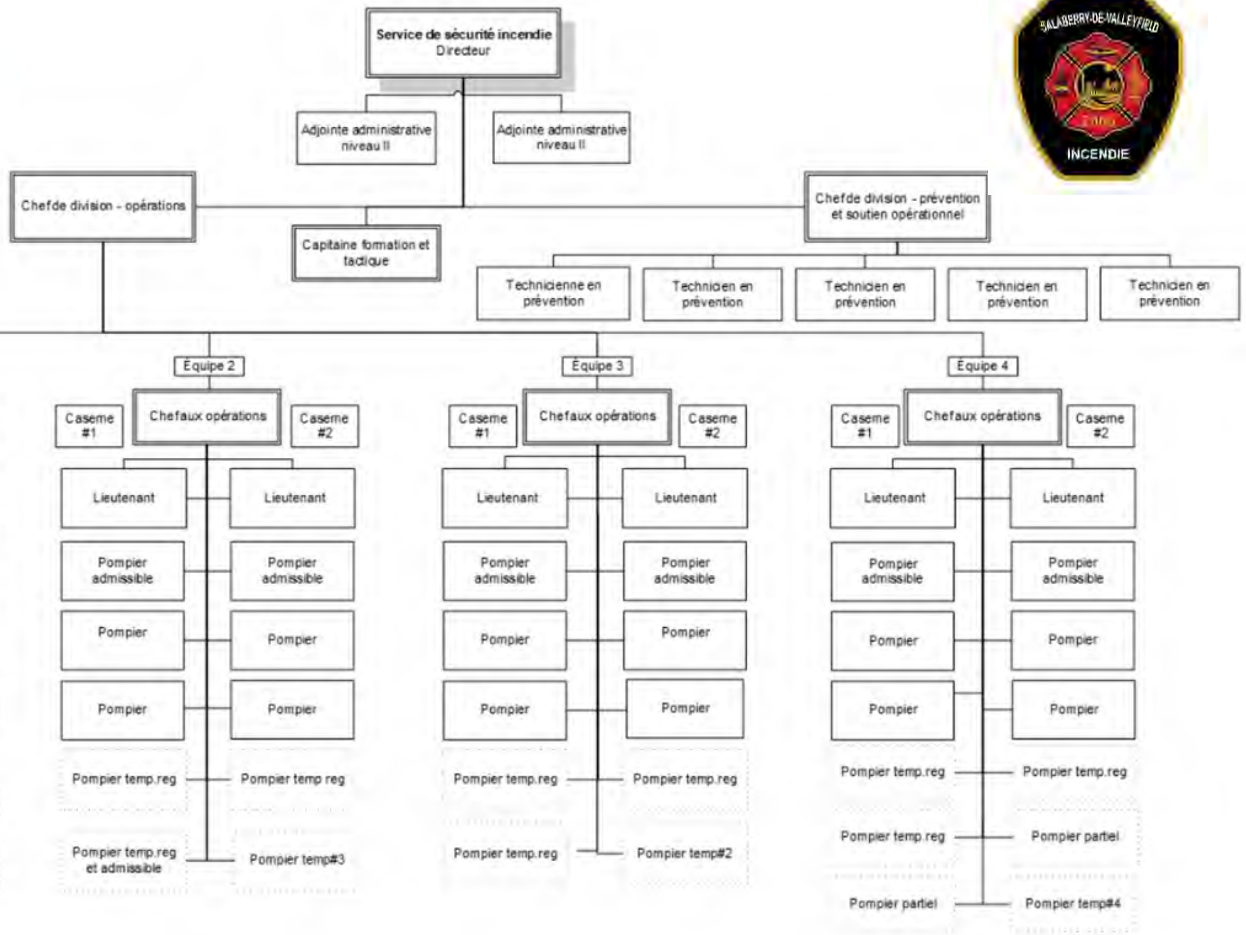 Service de sécurité incendie
Directeur
SALABERRY-DE-VALLEYFIELD
INCENDIE
Adjointe administrative
niveau II
Adjointe administrative
niveau II
Chefde division - opérations
Chefde division - prévention
et soutien opérationnel
Capitaine formation et
tactique
Technicienne en
prévention
Technicien en
prévention
Technicien en
prévention
Technicien en
prévention
Technicien en
prévention
Équipe 2
Caserne
#1
Chefaux opérations
Caserne
#2
Lieutenant
Lieutenant
Pompier
admissible
Pompier
admissible
Pompier
Pompier
Pompier
Pompier
Pompier temp.reg
Pompier temp reg
Pompier temp.reg
et admissible
Pompier temp#3
Équipe 3
Caserne
#1
Chefaux opérations
Caserne
#2
Lieutenant
Lieutenant
Pompier
admissible
Pompier
admissible
Pompier
Pompier
Pompier
Pompier
Pompier temp.reg
Pompier temp.reg
Pompier temp.reg
Pompier temp#2
Équipe 4
Caserne
#1
Chefaux opérations
Caserne
#2
Lieutenant
Lieutenant
Pompier
admissible
Pompier
admissible
Pompier
Pompier
Pompier
Pompier
Pompier temp.reg
Pompier temp.reg
Pompier temp.reg
Pompier partiel
Pompier partiel
Pompier temp#4